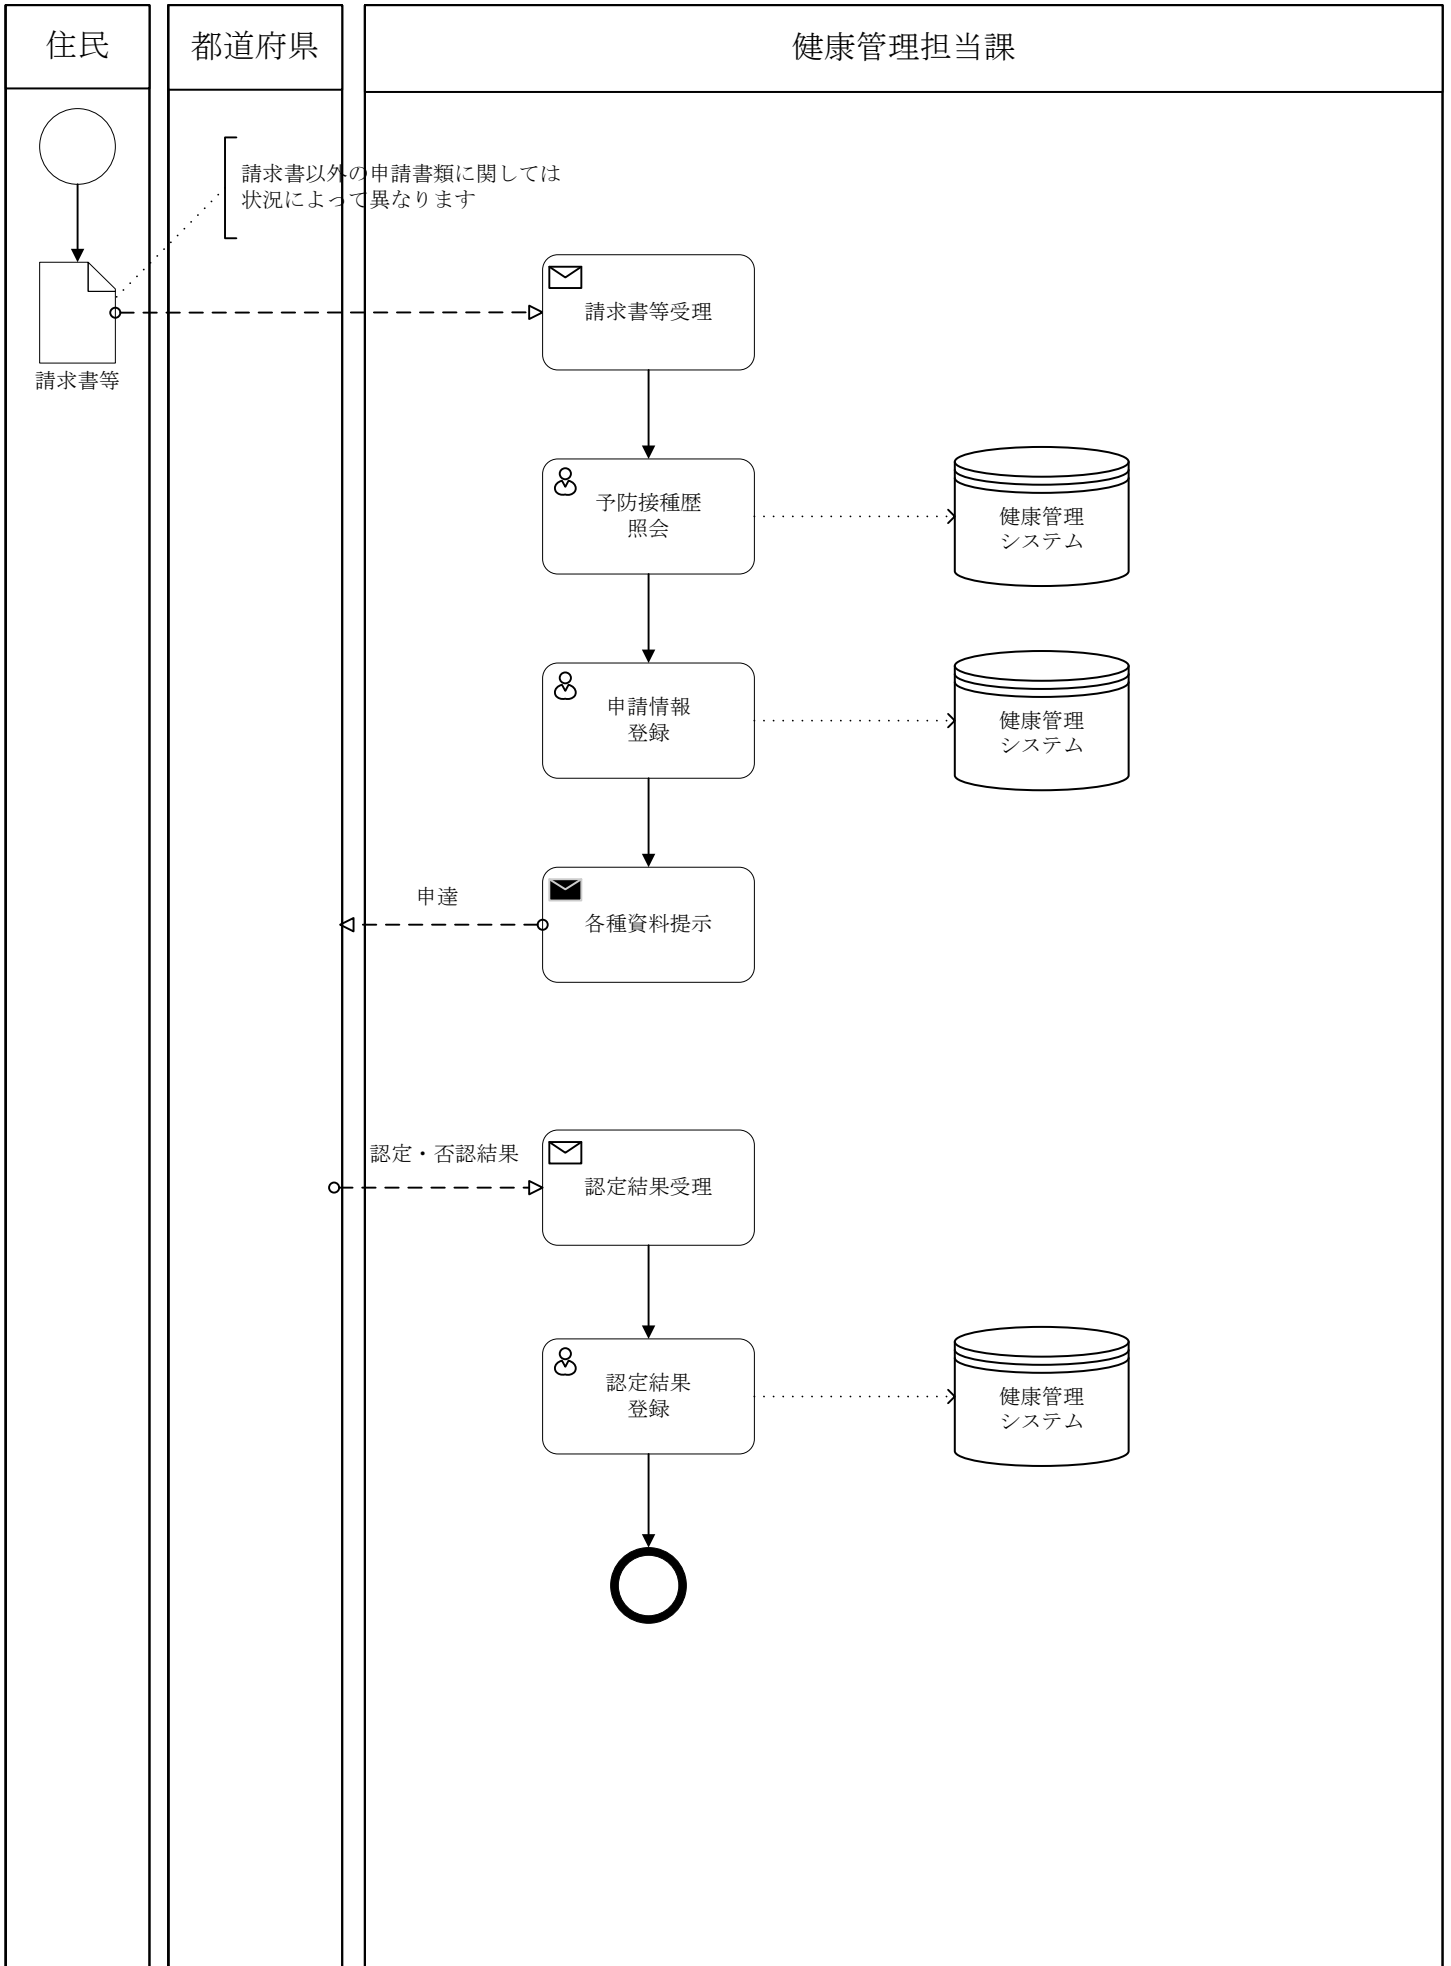 住民
都道府県
健康管理担当課
請求書以外の申請書類に関しては
状況によって異なります
請求書等
請求書等受理
予防接種歴
照会
健康管理
システム
申請情報
登録
健康管理
システム
申達
各種資料提示
認定・否認結果
認定結果受理
認定結果
登録
健康管理
システム